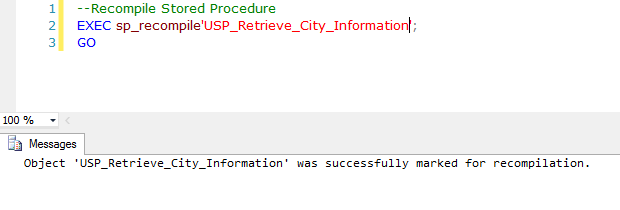 1 --Recompile Stored Procedure
2 EXEC sp_recompile'USP_Retrieve_City_Information';
3 GO
100 %
Messages
Object 'USP_Retrieve_City_Information' was successfully marked for recompilation.